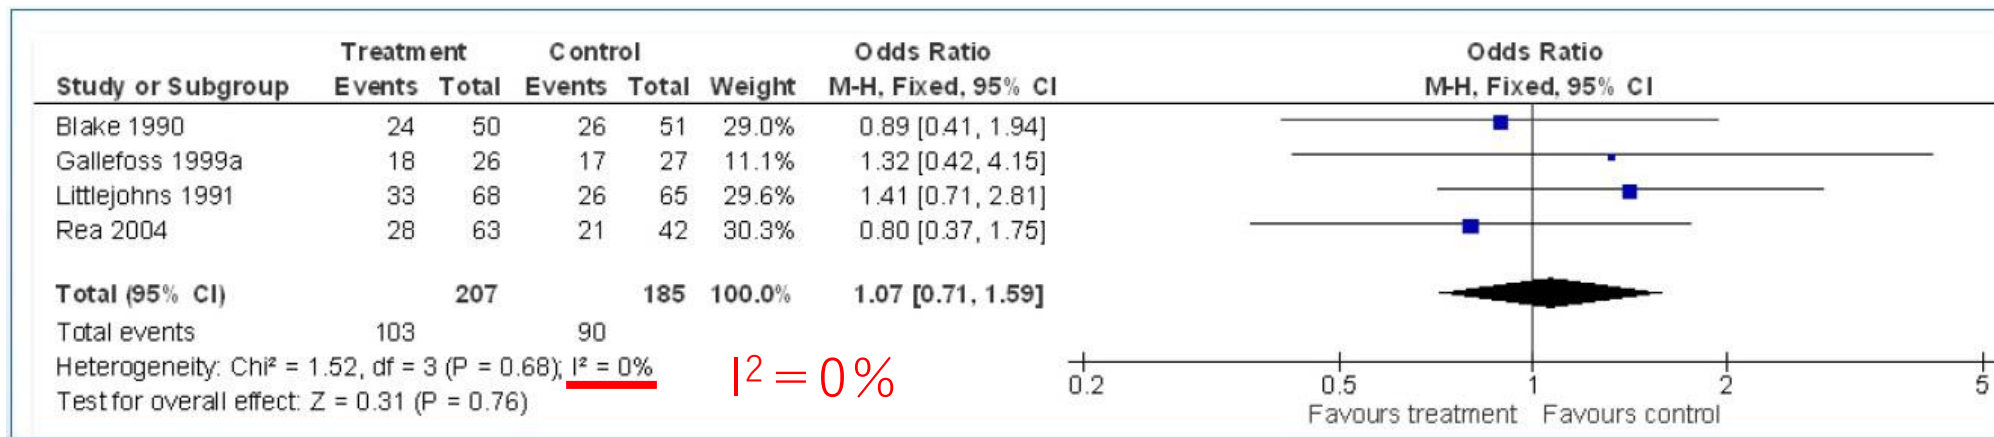 Treatment Control Odds Ratio Odds Ratio
Study or Subgroup Events Total Events Total Weight M-H, Fixed, 95% CI M-H, Fixed, 95% CI
Blake 1990 24 50 26 51 29.0% 0.89 [0.41, 1.94]
Gallefoss 1999a 18 26 17 27 11.1% 1.32 [0.42, 4.15]
Littlejohns 1991 33 68 26 65 29.6% 1.41 [0.71, 2.81]
Rea 2004 28 63 21 42 30.3% 0.80 [0.37, 1.75]
Total (95% CI) 207 185 100.0% 1.07 [0.71, 1.59]
Total events 103 90
Heterogeneity: Chi² = 1.52, df = 3 (P = 0.68); I² = 0% I² = 0%
Test for overall effect: Z = 0.31 (P = 0.76)
0.2 0.5 1 2 5
Favours treatment Favours control